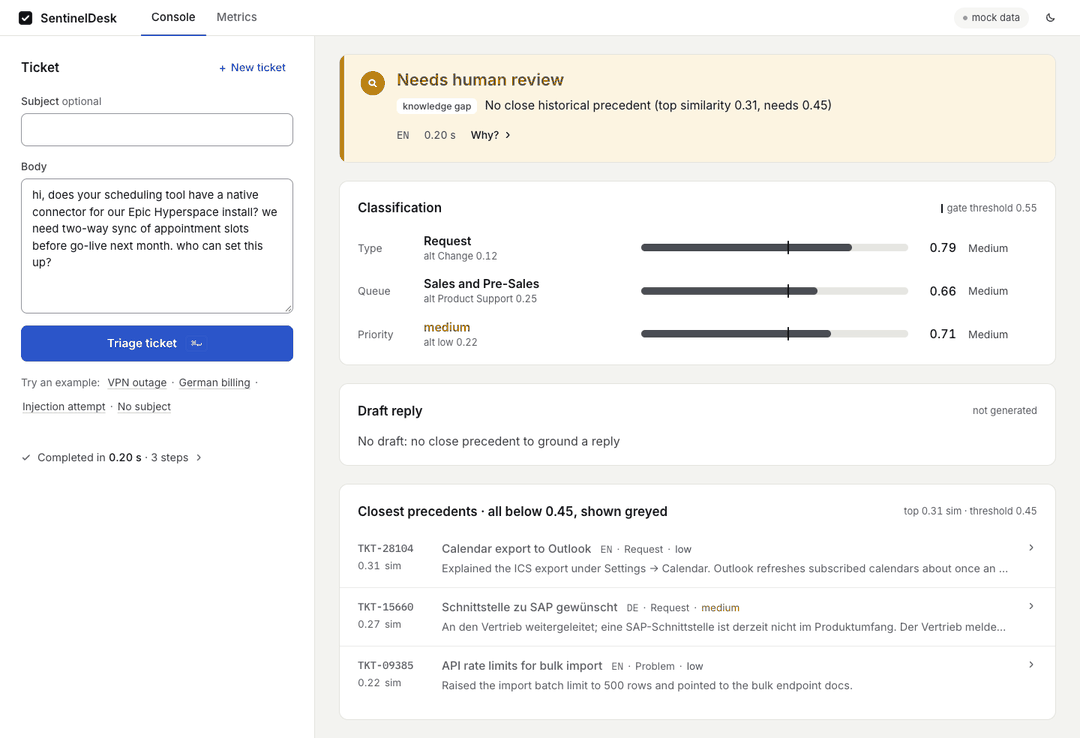 SentinelDesk Console Metrics mock data
Ticket + New ticket
Subject optional
Body
hi, does your scheduling tool have a native
connector for our Epic Hyperspace install? we
need two-way sync of appointment slots
before go-live next month. who can set this
up?
Triage ticket ⌘↵
Try an example: VPN outage · German billing ·
Injection attempt · No subject
Completed in 0.20 s · 3 steps
Needs human review
knowledge gap No close historical precedent (top similarity 0.31, needs 0.45)
EN 0.20 s Why?
Classification gate threshold 0.55
Type Request 0.79 Medium
alt Change 0.12
Queue Sales and Pre-Sales 0.66 Medium
alt Product Support 0.25
Priority medium 0.71 Medium
alt low 0.22
Draft reply not generated
No draft: no close precedent to ground a reply
Closest precedents · all below 0.45, shown greyed top 0.31 sim · threshold 0.45
TKT-28104 Calendar export to Outlook EN · Request · low
0.31 sim Explained the ICS export under Settings → Calendar. Outlook refreshes subscribed calendars about once an ...
TKT-15660 Schnittstelle zu SAP gewünscht DE · Request · medium
0.27 sim An den Vertrieb weitergeleitet; eine SAP-Schnittstelle ist derzeit nicht im Produktumfang. Der Vertrieb melde...
TKT-09385 API rate limits for bulk import EN · Problem · low
0.22 sim Raised the import batch limit to 500 rows and pointed to the bulk endpoint docs.